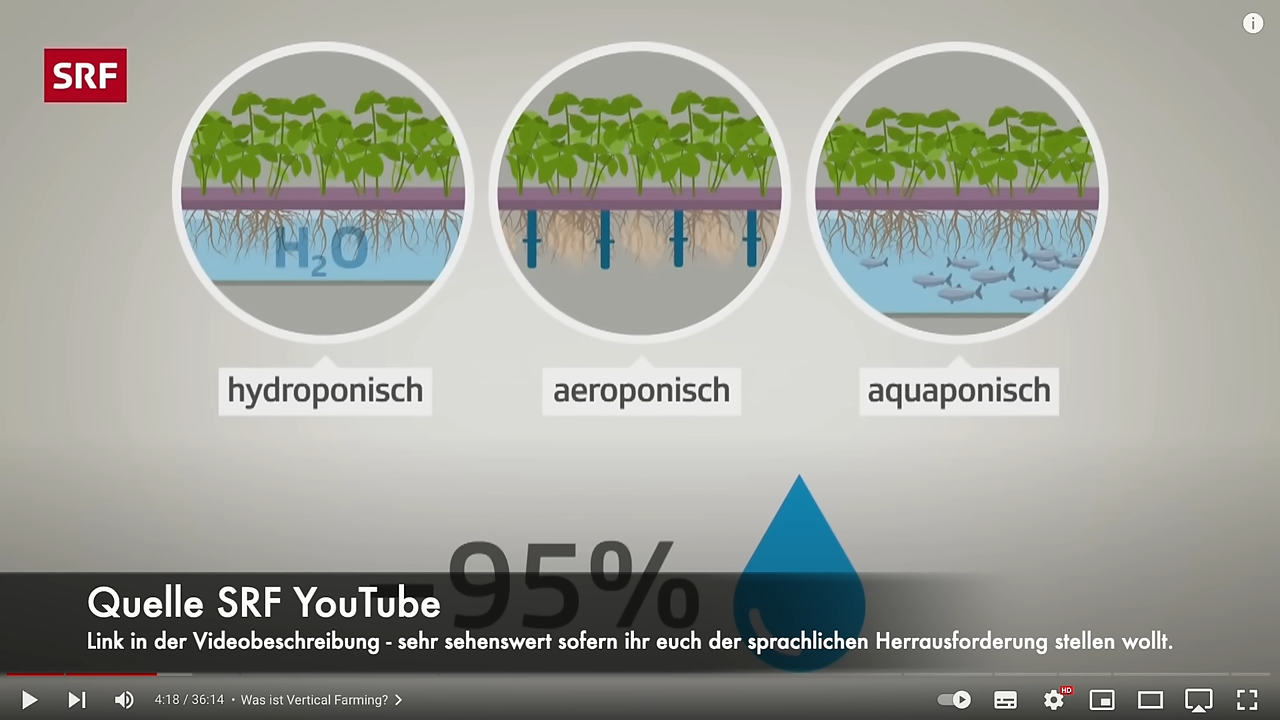 SRF
H₂O
hydroponisch
aeroponisch
aquaponisch
-95%
Quelle SRF YouTube
Link in der Videobeschreibung - sehr sehenswert sofern ihr euch der sprachlichen Herrausforderung stellen wollt.
4:18 / 36:14 • Was ist Vertical Farming? >
HD